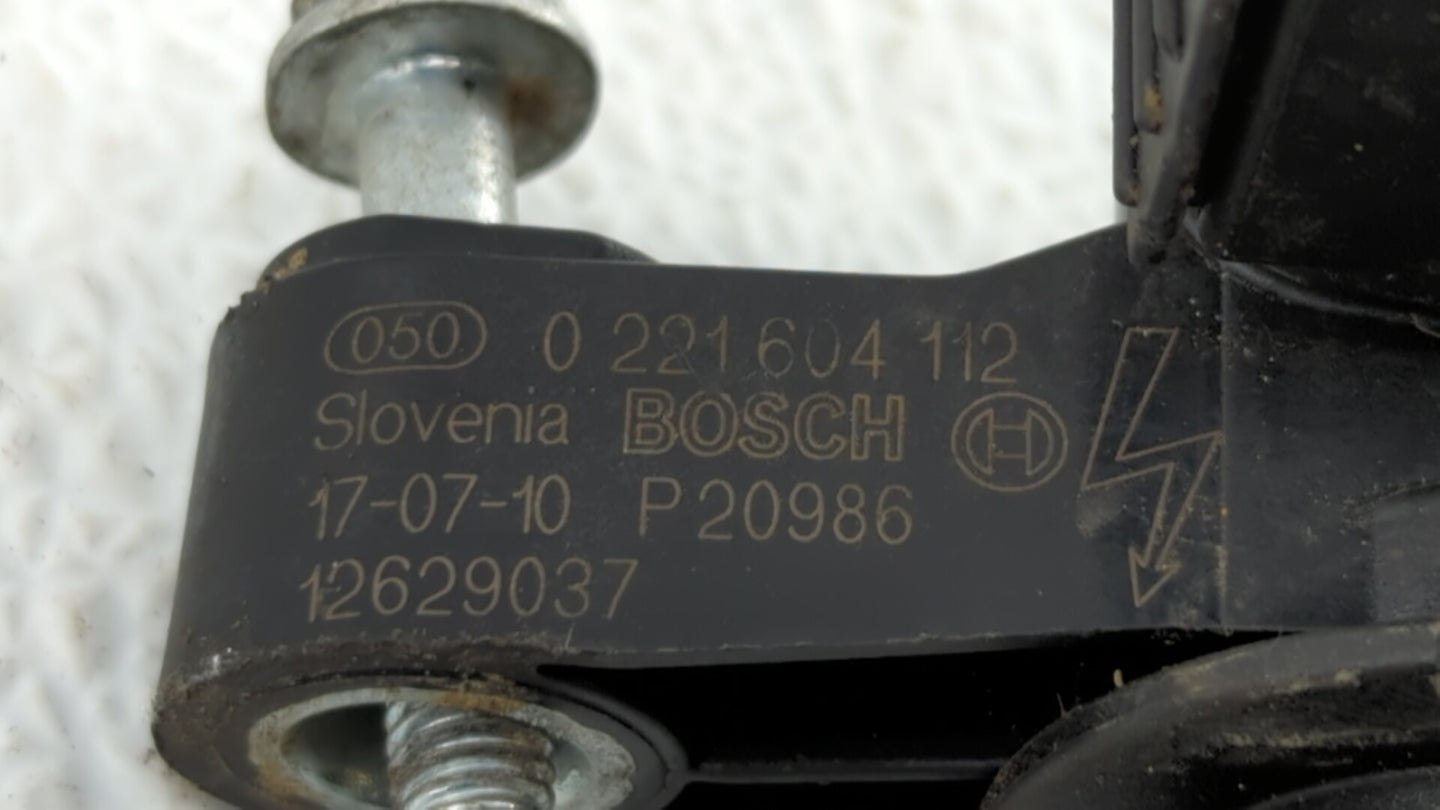 050 0 221 604 112
Slovenia BOSCH
17-07-10 P20986
12629037